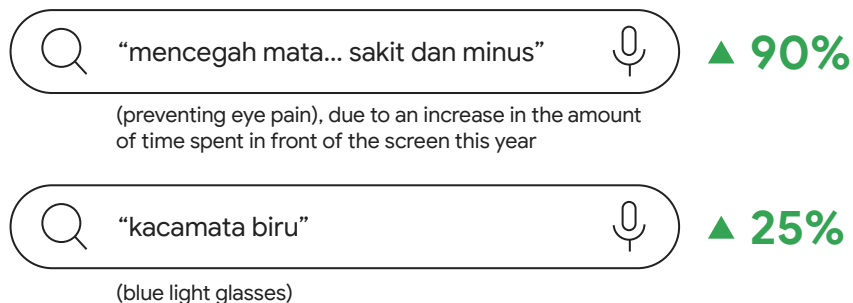 “mencegah mata... sakit dan minus”
▲ 90%
(preventing eye pain), due to an increase in the amount
of time spent in front of the screen this year
“kacamata biru”
▲ 25%
(blue light glasses)